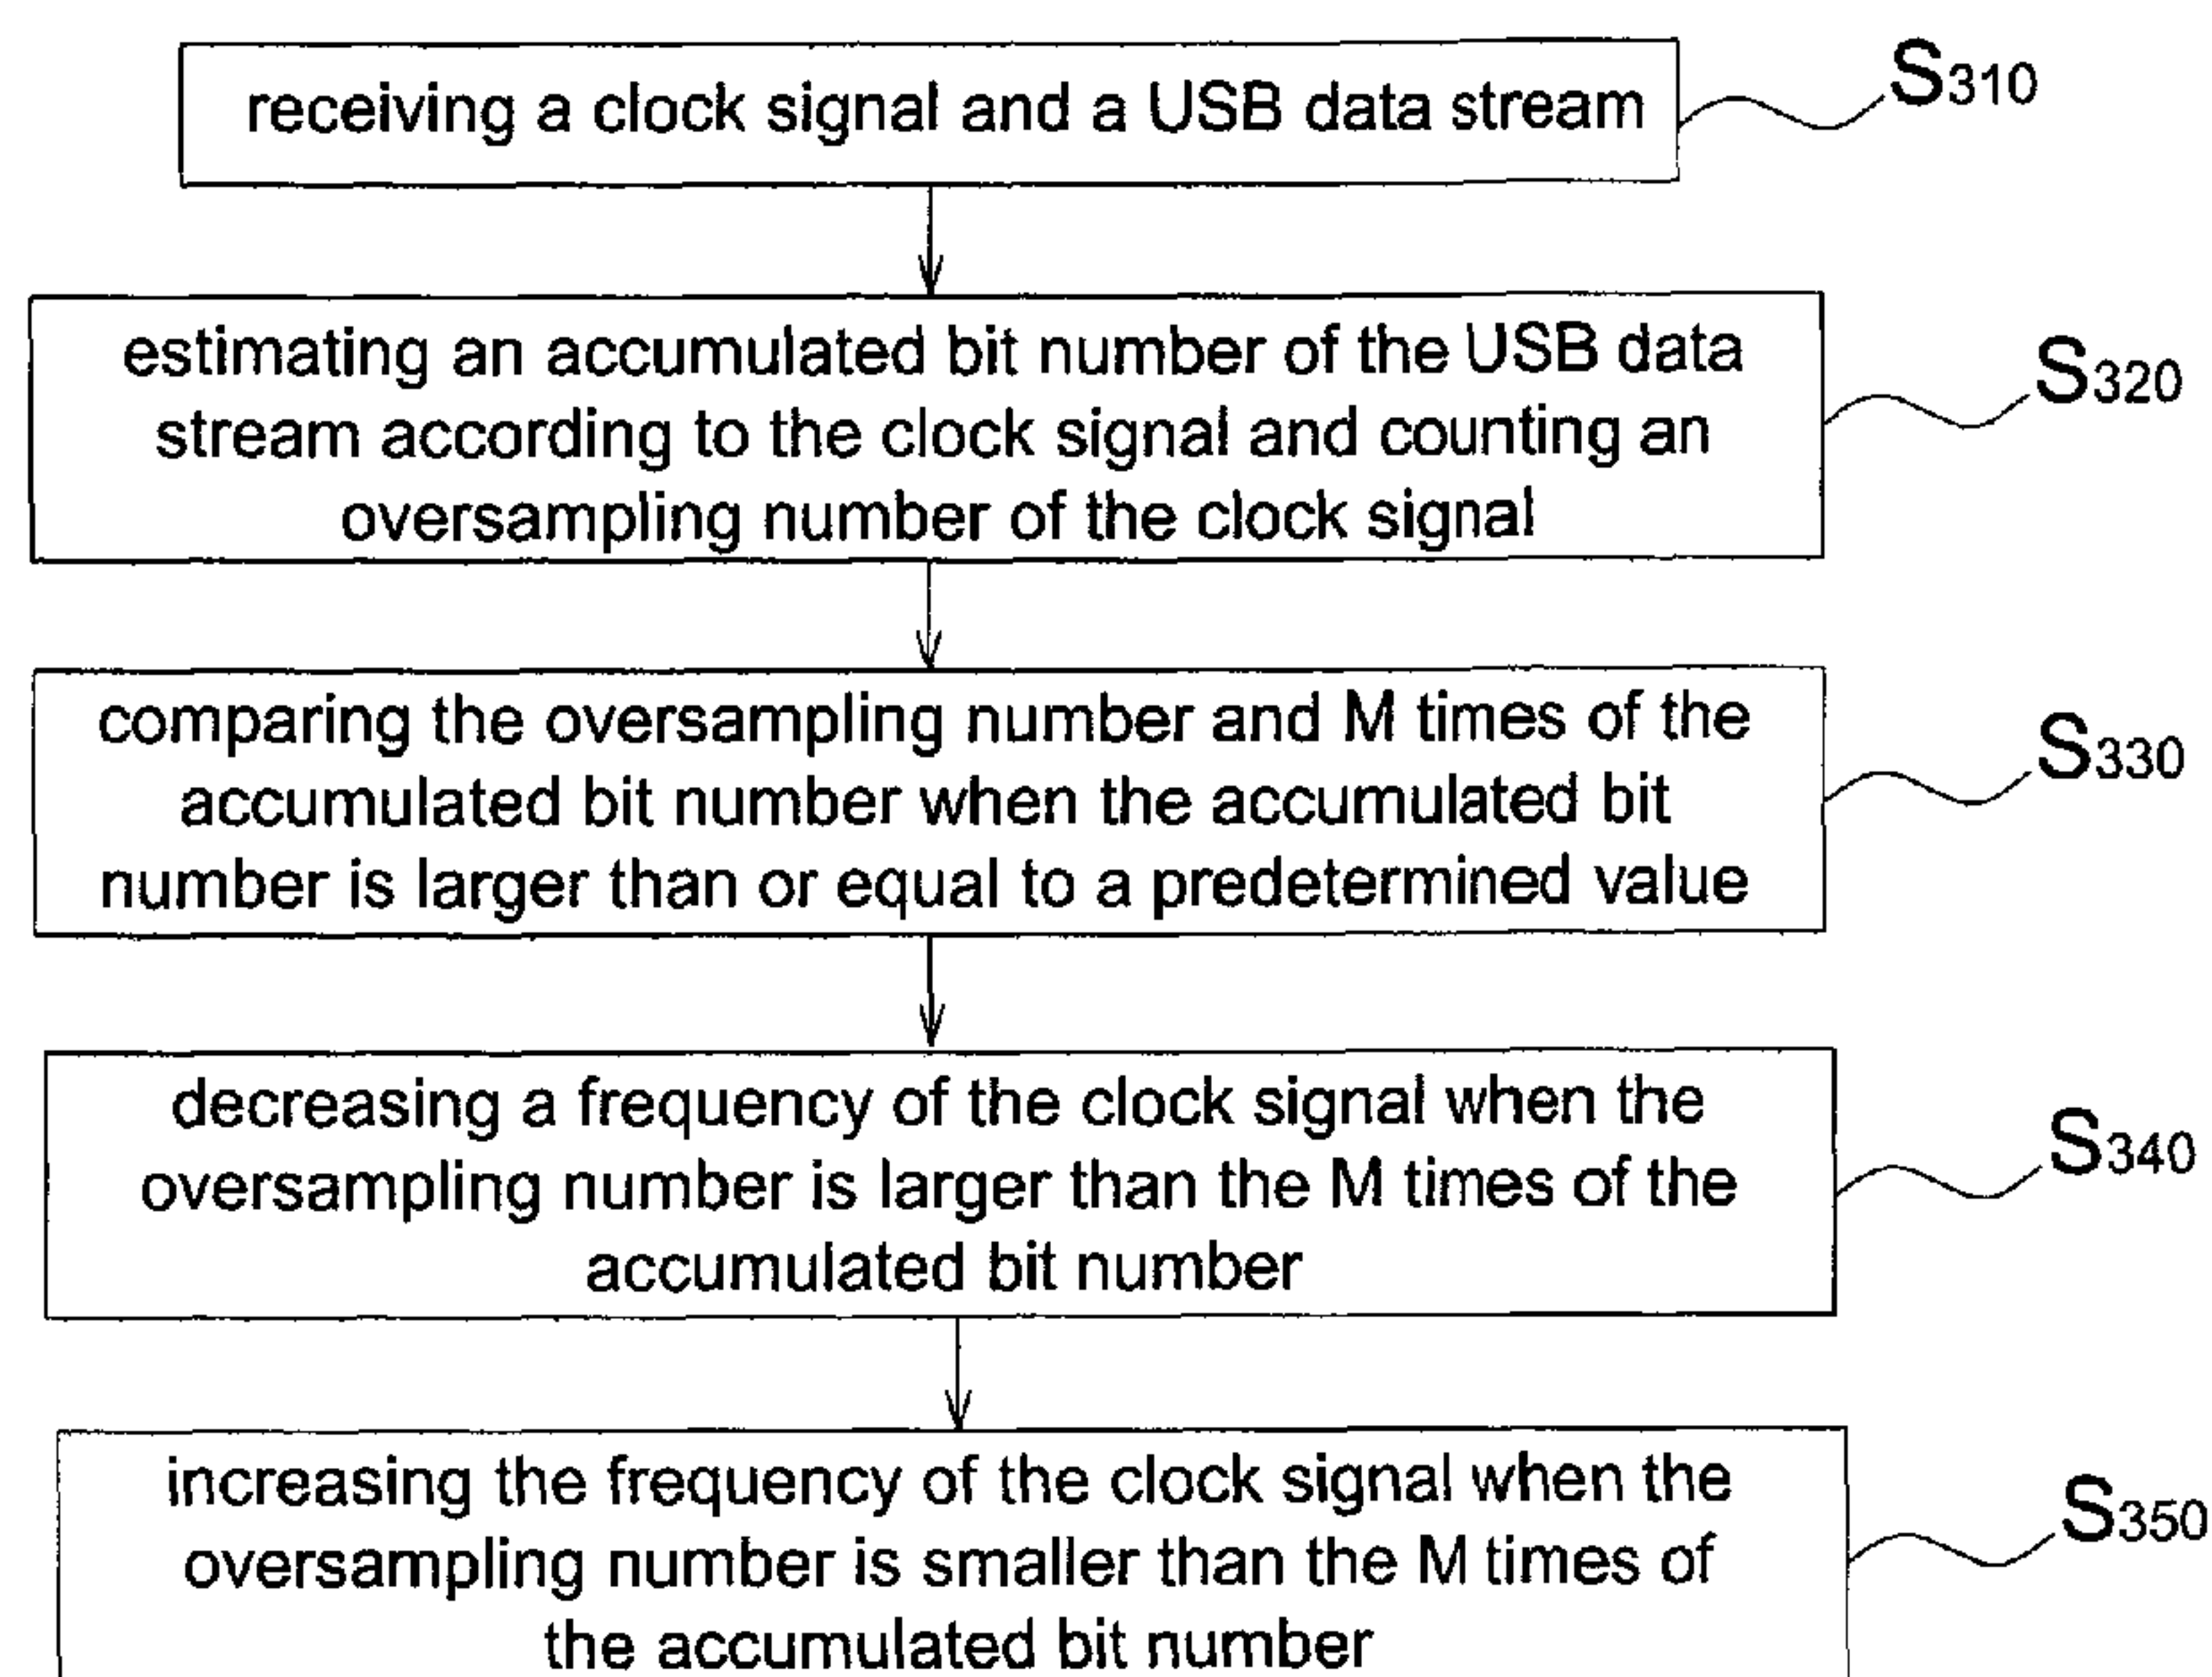 receiving a clock signal and a USB data stream
S310
estimating an accumulated bit number of the USB data
stream according to the clock signal and counting an
oversampling number of the clock signal
S320
comparing the oversampling number and M times of the
accumulated bit number when the accumulated bit
number is larger than or equal to a predetermined value
S330
decreasing a frequency of the clock signal when the
oversampling number is larger than the M times of the
accumulated bit number
S340
increasing the frequency of the clock signal when the
oversampling number is smaller than the M times of
the accumulated bit number
S350